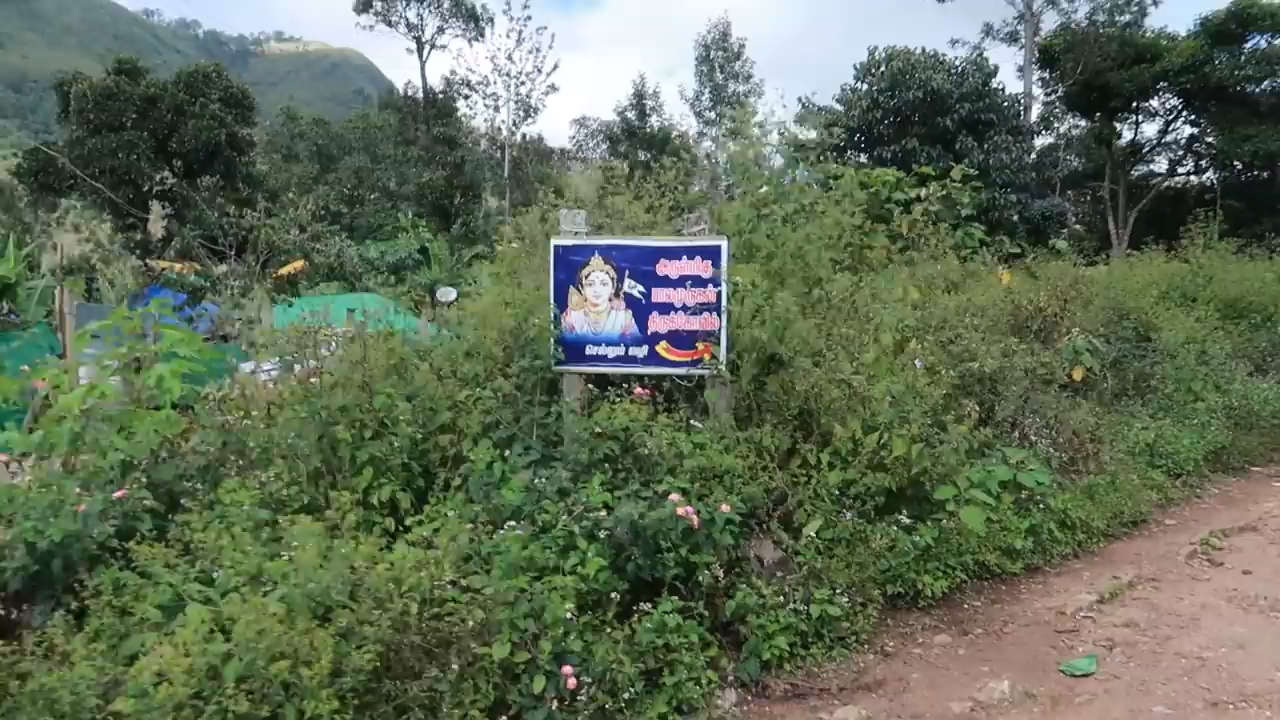 அருள்மிகு
பாலமுருகன்
திருக்கோவில்
செல்லும் வழி